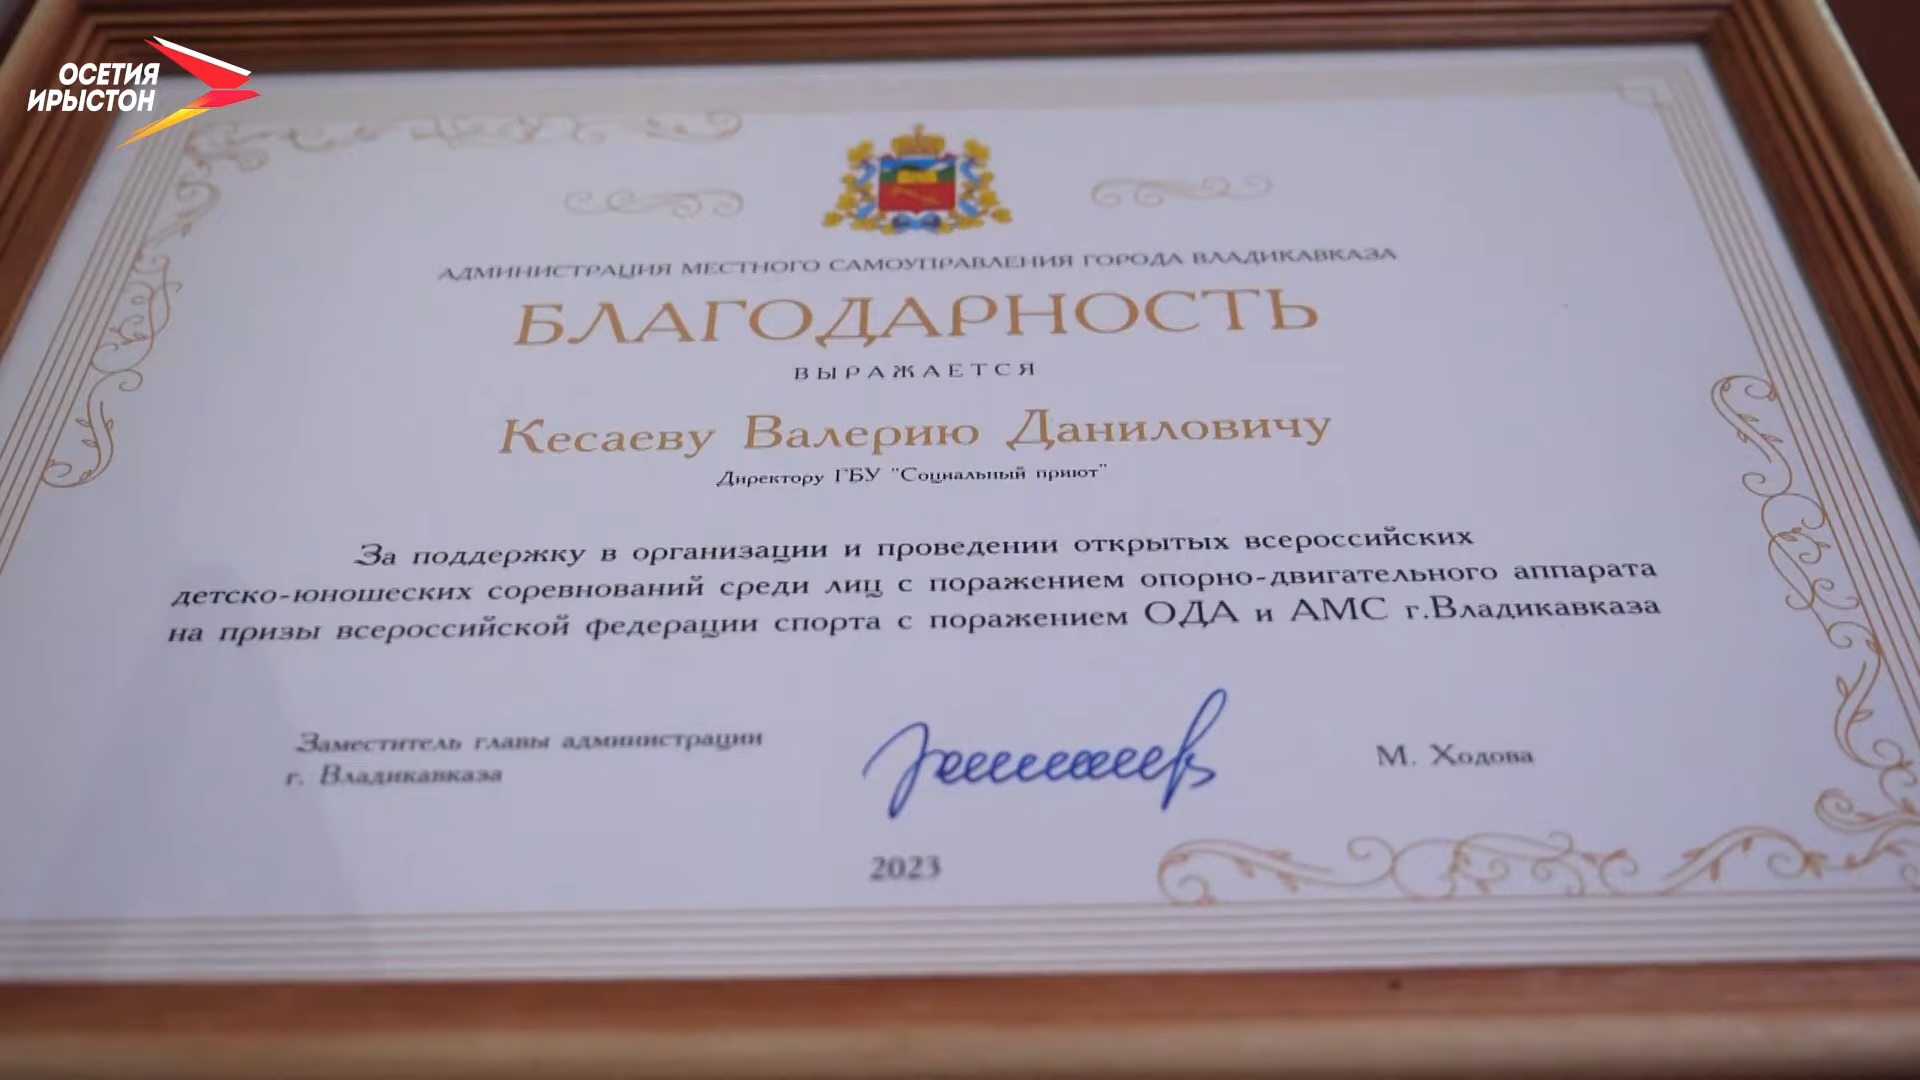 ОСЕТИЯ
ИРЫСТОН
АДМИНИСТРАЦИЯ МЕСТНОГО САМОУПРАВЛЕНИЯ ГОРОДА ВЛАДИКАВКАЗА
БЛАГОДАРНОСТЬ
ВЫРАЖАЕТСЯ
Кесаеву Валерию Даниловичу
Директору ГБУ "Социальный приют"
За поддержку в организации и проведении открытых всероссийских
детско-юношеских соревнований среди лиц с поражением опорно-двигательного аппарата
на призы всероссийской федерации спорта с поражением ОДА и АМС г.Владикавказа
Заместитель главы администрации
г. Владикавказа
М. Ходова
2023